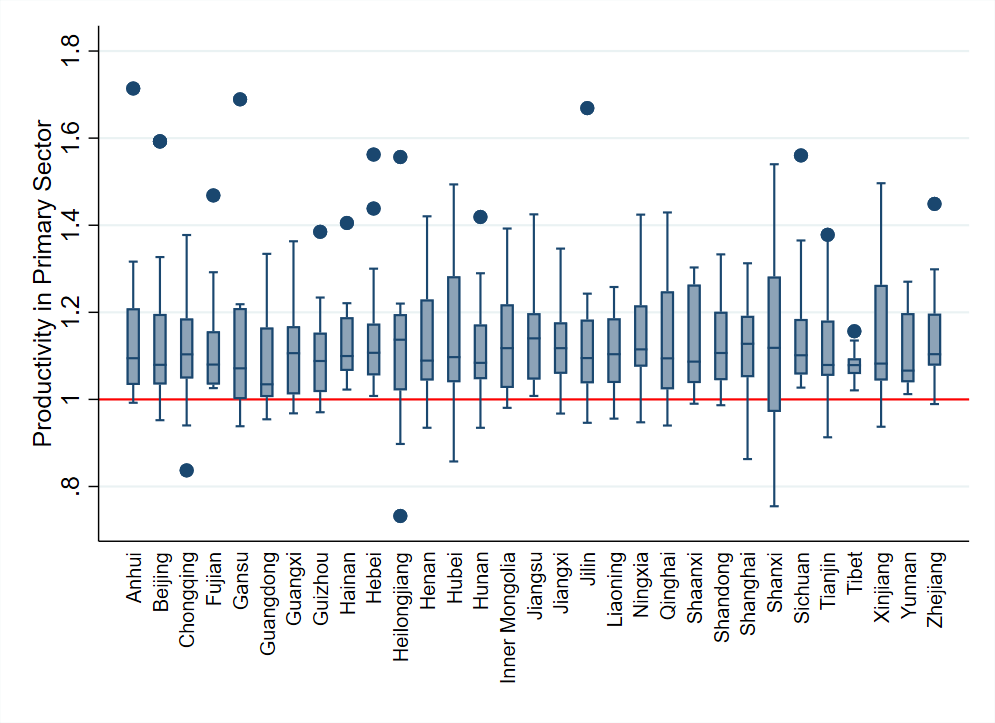 Productivity in Primary Sector
1.8
1.6
1.4
1.2
1
.8
Anhui
Beijing
Chongqing
Fujian
Gansu
Guangdong
Guangxi
Guizhou
Hainan
Hebei
Heilongjiang
Henan
Hubei
Hunan
Inner Mongolia
Jiangsu
Jiangxi
Jilin
Liaoning
Ningxia
Qinghai
Shaanxi
Shandong
Shanghai
Shanxi
Sichuan
Tianjin
Tibet
Xinjiang
Yunnan
Zhejiang